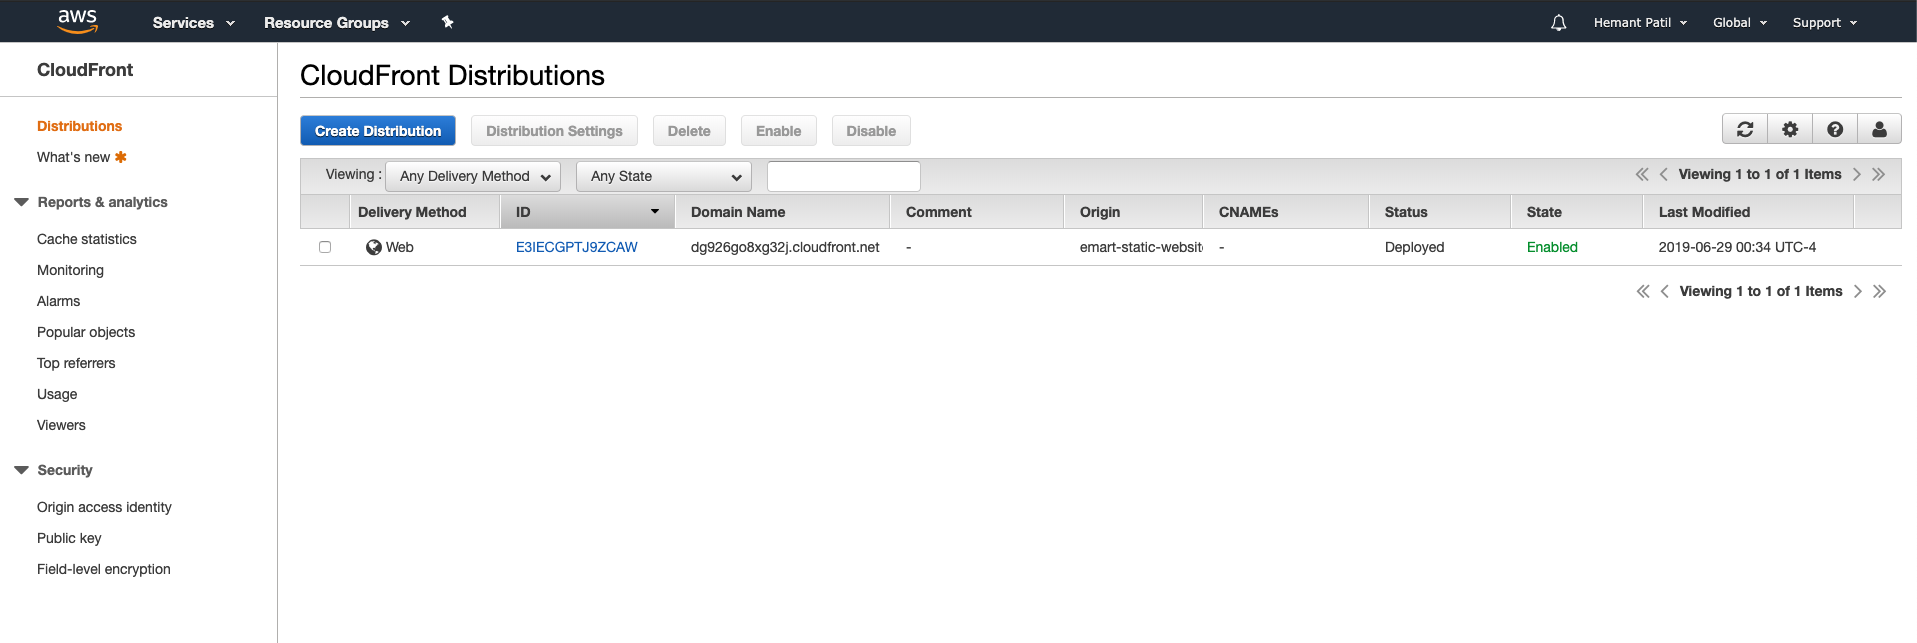 aws Services Resource Groups Hemant Patil Global Support
CloudFront
Distributions
What's new
Reports & analytics
Cache statistics
Monitoring
Alarms
Popular objects
Top referrers
Usage
Viewers
Security
Origin access identity
Public key
Field-level encryption
CloudFront Distributions
Create Distribution Distribution Settings Delete Enable Disable
Viewing : Any Delivery Method Any State Viewing 1 to 1 of 1 Items
Delivery Method ID Domain Name Comment Origin CNAMEs Status State Last Modified
Web E3IECGPTJ9ZCAW dg926go8xg32j.cloudfront.net - emart-static-websit - Deployed Enabled 2019-06-29 00:34 UTC-4
Viewing 1 to 1 of 1 Items